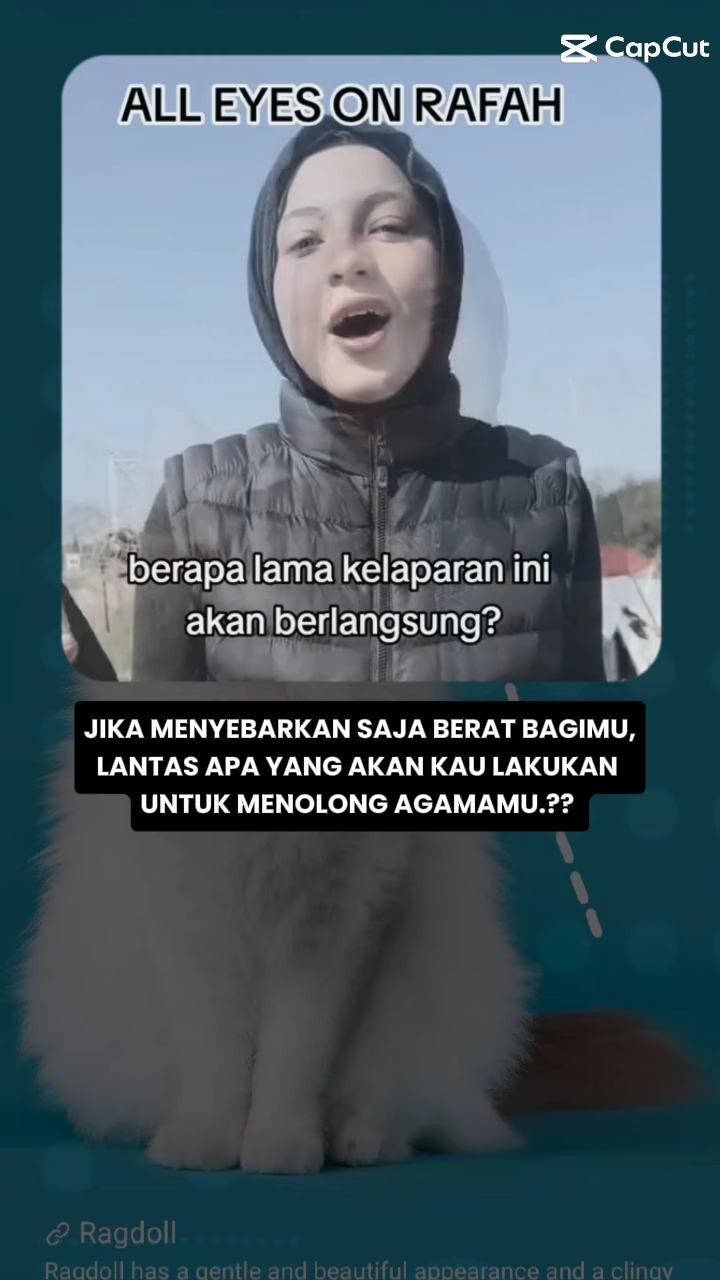 CapCut
ALL EYES ON RAFAH
berapa lama kelaparan ini
akan berlangsung?
JIKA MENYEBARKAN SAJA BERAT BAGIMU,
LANTAS APA YANG AKAN KAU LAKUKAN
UNTUK MENOLONG AGAMAMU.??
Ragdoll
Ragdoll has a gentle and beautiful appearance and a clingy